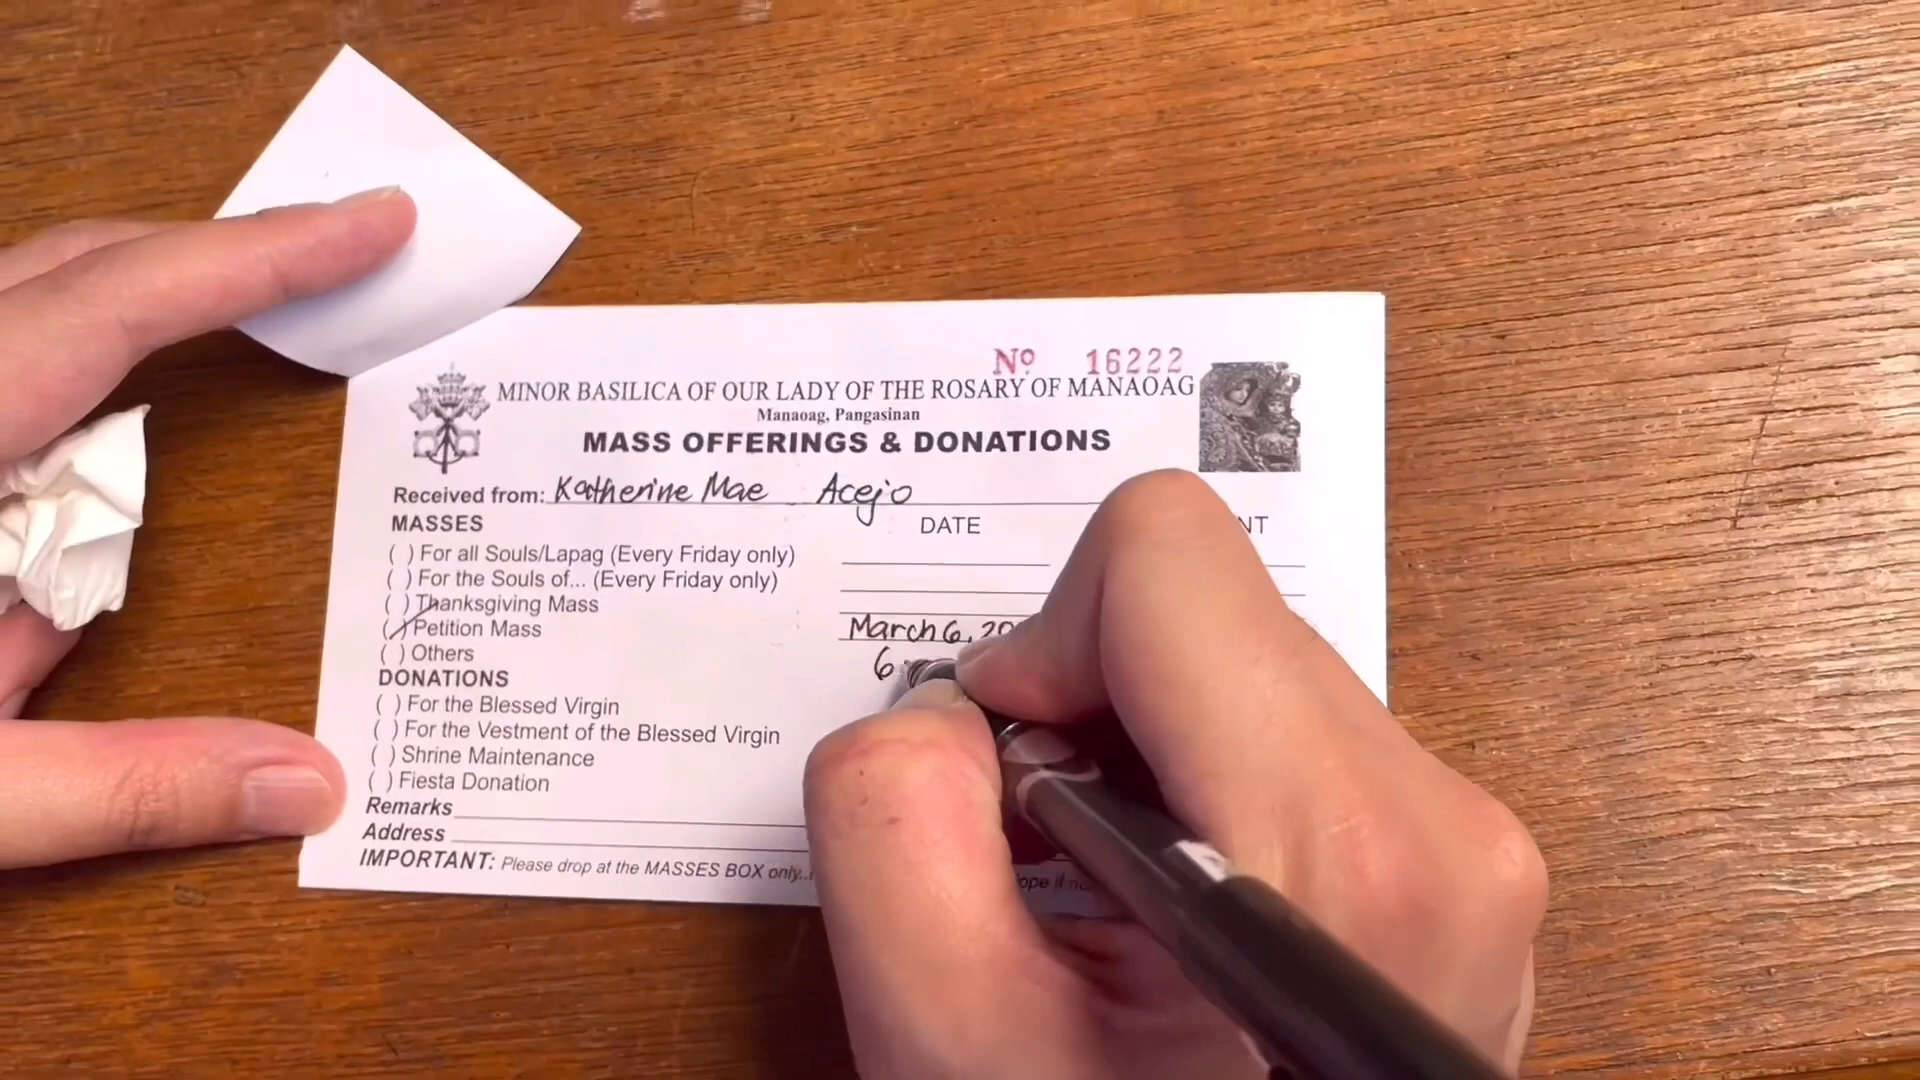 Nº 16222
MINOR BASILICA OF OUR LADY OF THE ROSARY OF MANAOAG
Manaoag, Pangasinan
MASS OFFERINGS & DONATIONS
Received from: Katherine Mae Acejo
MASSES DATE
( ) For all Souls/Lapag (Every Friday only)
( ) For the Souls of... (Every Friday only)
( ) Thanksgiving Mass
(/) Petition Mass March 6, 20
( ) Others 6
DONATIONS
( ) For the Blessed Virgin
( ) For the Vestment of the Blessed Virgin
( ) Shrine Maintenance
( ) Fiesta Donation
Remarks
Address
IMPORTANT: Please drop at the MASSES BOX only..